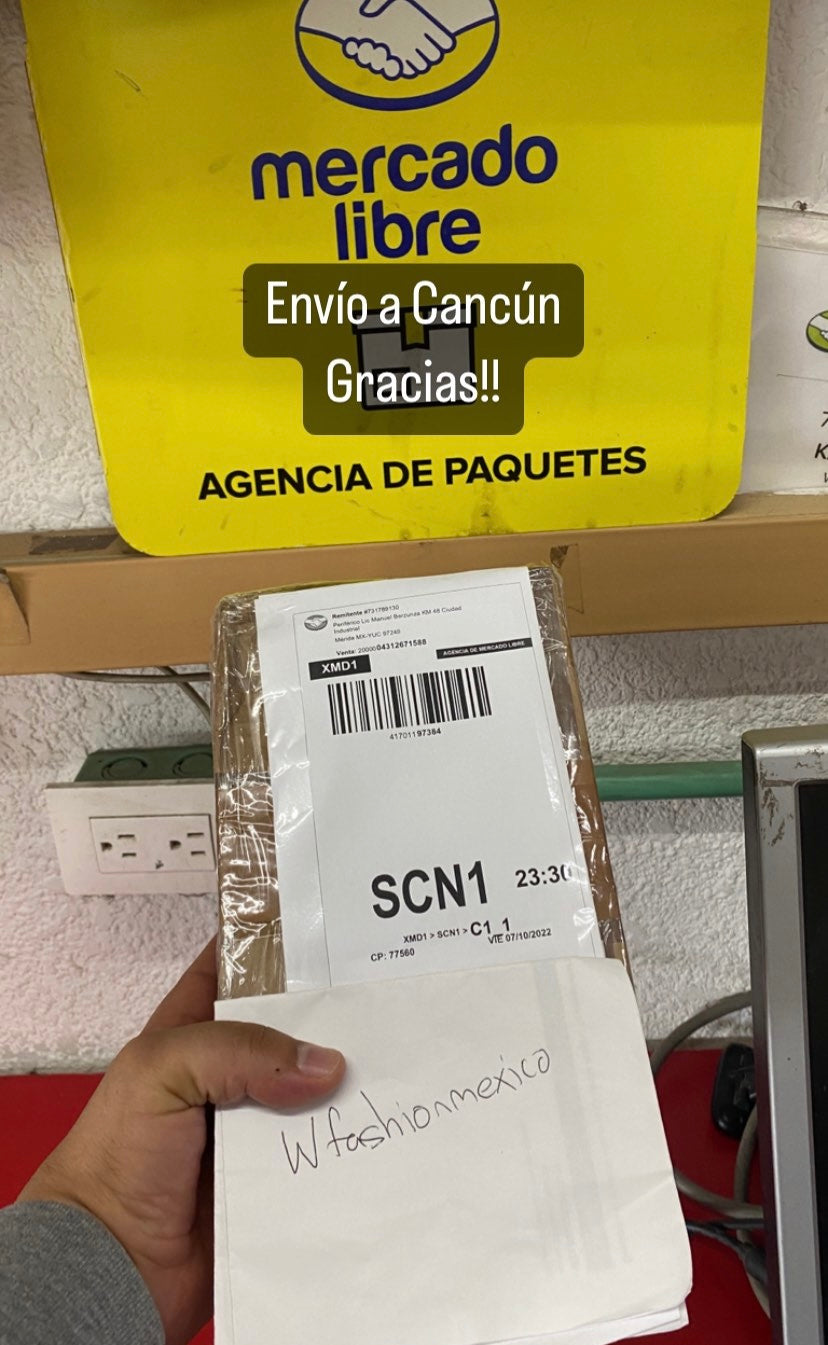 mercado
libre
Envío a Cancún
Gracias!!
AGENCIA DE PAQUETES
Remitente #731789130
Periférico Lic Manuel Berzunza KM 48 Ciudad
Industrial
Mérida MX-YUC 97249
Venta: 2000004312671588
XMD1
AGENCIA DE MERCADO LIBRE
41701197384
SCN1 23:30
XMD1 > SCN1 > C1_1
VIE 07/10/2022
CP: 77560
Wfashionmexico